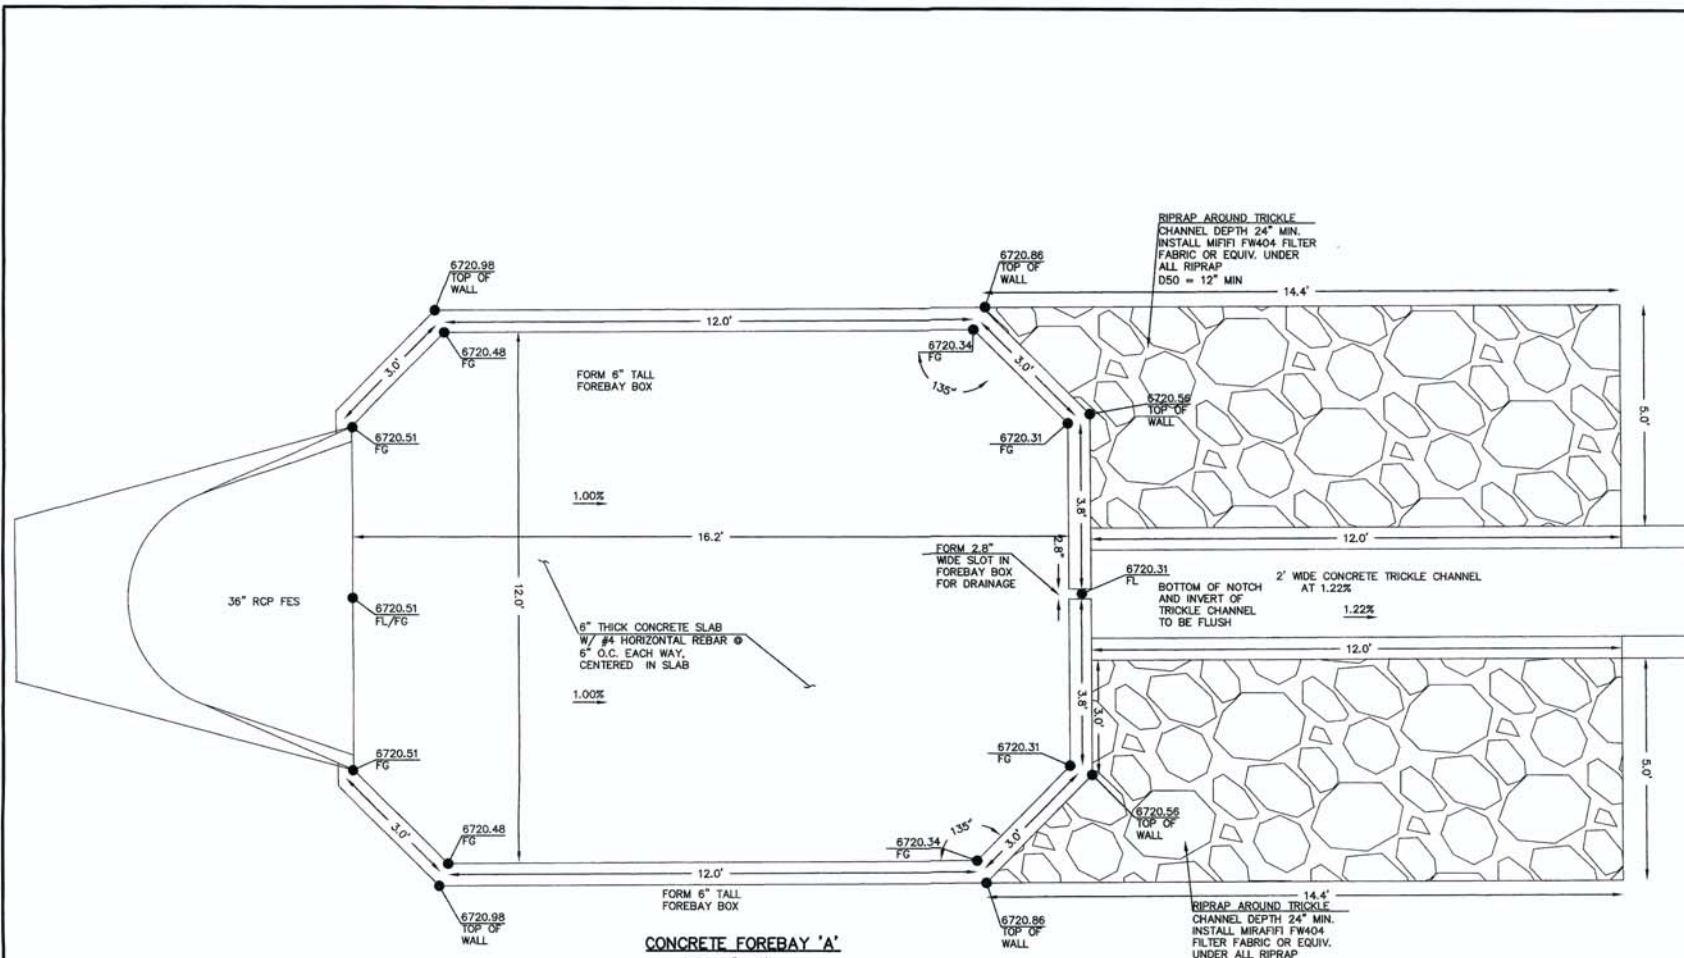 RIPRAP AROUND TRICKLE
CHANNEL DEPTH 24" MIN.
INSTALL MIFIFI FW404 FILTER
FABRIC OR EQUIV. UNDER
ALL RIPRAP
D50 = 12" MIN
6720.98
TOP OF
WALL
6720.86
TOP OF
WALL
14.4'
12.0'
6720.48
FG
6720.34
FG
3.0'
3.0'
135°
FORM 6" TALL
FOREBAY BOX
6720.56
TOP OF
WALL
5.0'
6720.51
FG
6720.31
FG
1.00%
3.8'
16.2'
2.8"
12.0'
FORM 2.8"
WIDE SLOT IN
FOREBAY BOX
FOR DRAINAGE
6720.31
FL
BOTTOM OF NOTCH
AND INVERT OF
TRICKLE CHANNEL
TO BE FLUSH
2' WIDE CONCRETE TRICKLE CHANNEL
AT 1.22%
1.22%
36" RCP FES
6720.51
FL/FG
12.0'
6" THICK CONCRETE SLAB
W/ #4 HORIZONTAL REBAR @
6" O.C. EACH WAY,
CENTERED IN SLAB
12.0'
1.00%
3.8'
3.0'
6720.51
FG
6720.31
FG
5.0'
3.0'
6720.48
FG
6720.34
FG
135°
3.0'
6720.56
TOP OF
WALL
12.0'
FORM 6" TALL
FOREBAY BOX
14.4'
6720.98
TOP OF
WALL
6720.86
TOP OF
WALL
RIPRAP AROUND TRICKLE
CHANNEL DEPTH 24" MIN.
INSTALL MIRAFIFI FW404
FILTER FABRIC OR EQUIV.
UNDER ALL RIPRAP
CONCRETE FOREBAY 'A'